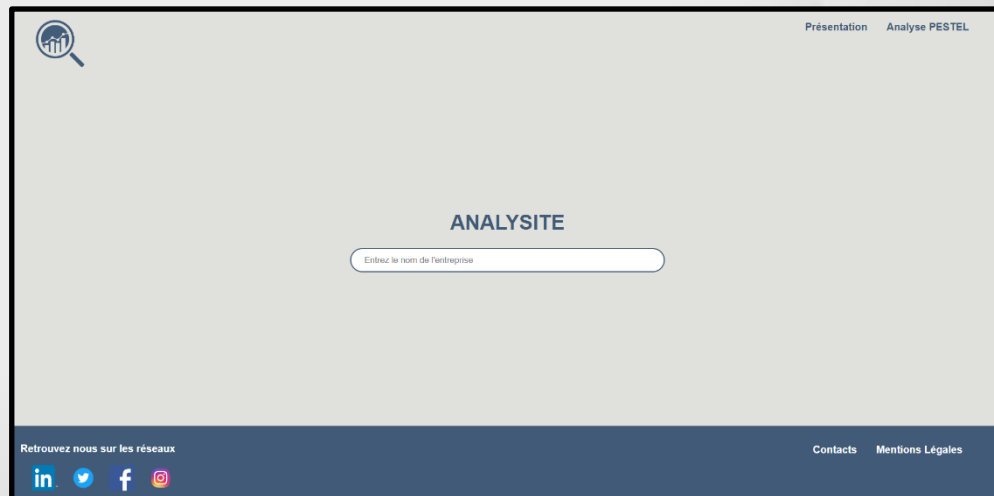 Présentation Analyse PESTEL
ANALYSITE
Entrez le nom de l'entreprise
Retrouvez nous sur les réseaux
Contacts Mentions Légales
in
f